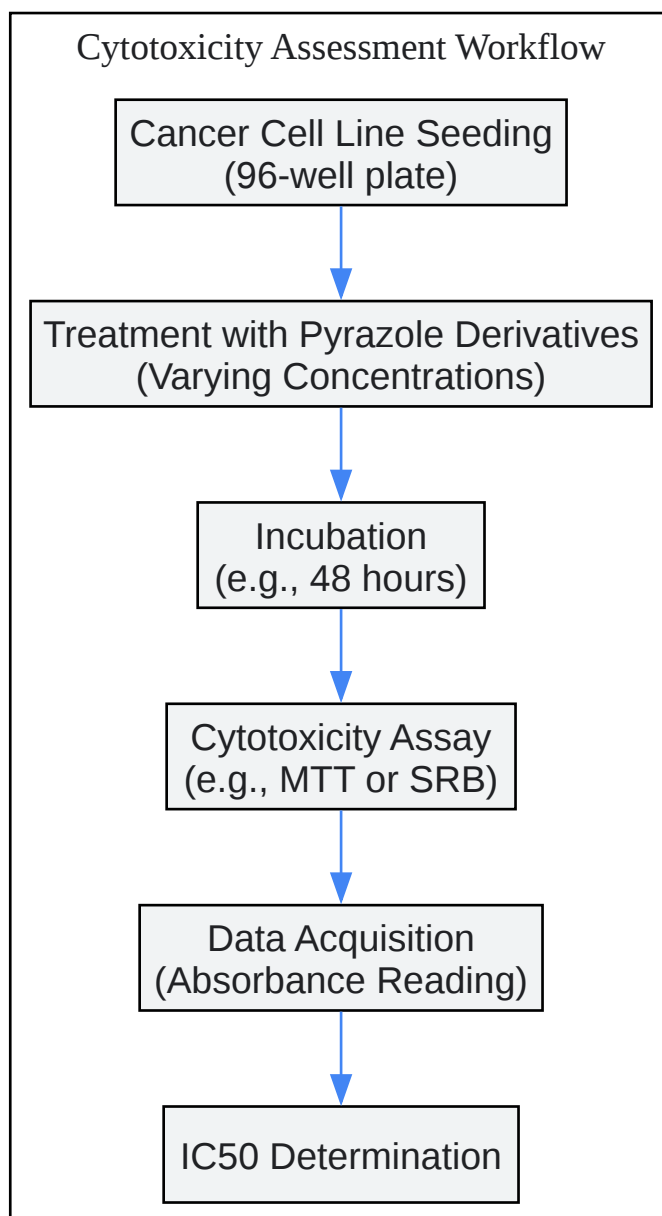 Cytotoxicity Assessment Workflow
Cancer Cell Line Seeding
(96-well plate)
Treatment with Pyrazole Derivatives
(Varying Concentrations)
Incubation
(e.g., 48 hours)
Cytotoxicity Assay
(e.g., MTT or SRB)
Data Acquisition
(Absorbance Reading)
IC50 Determination